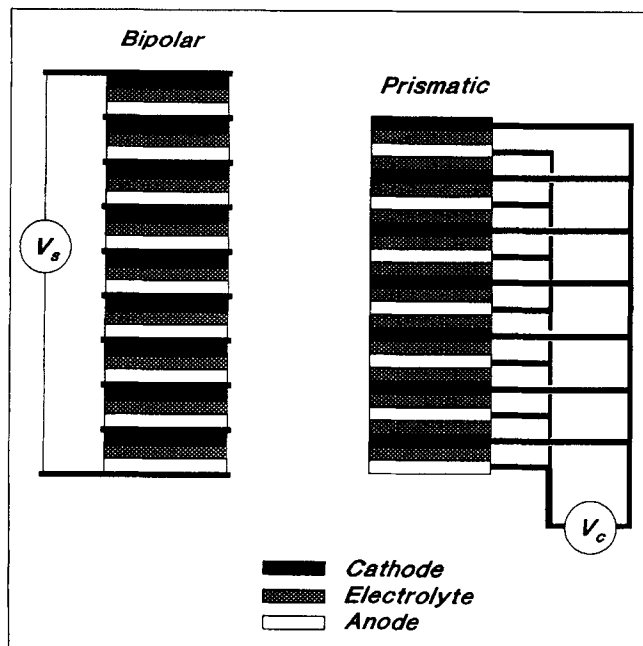 Bipolar
Prismatic
Vs
Vc
Cathode
Electrolyte
Anode